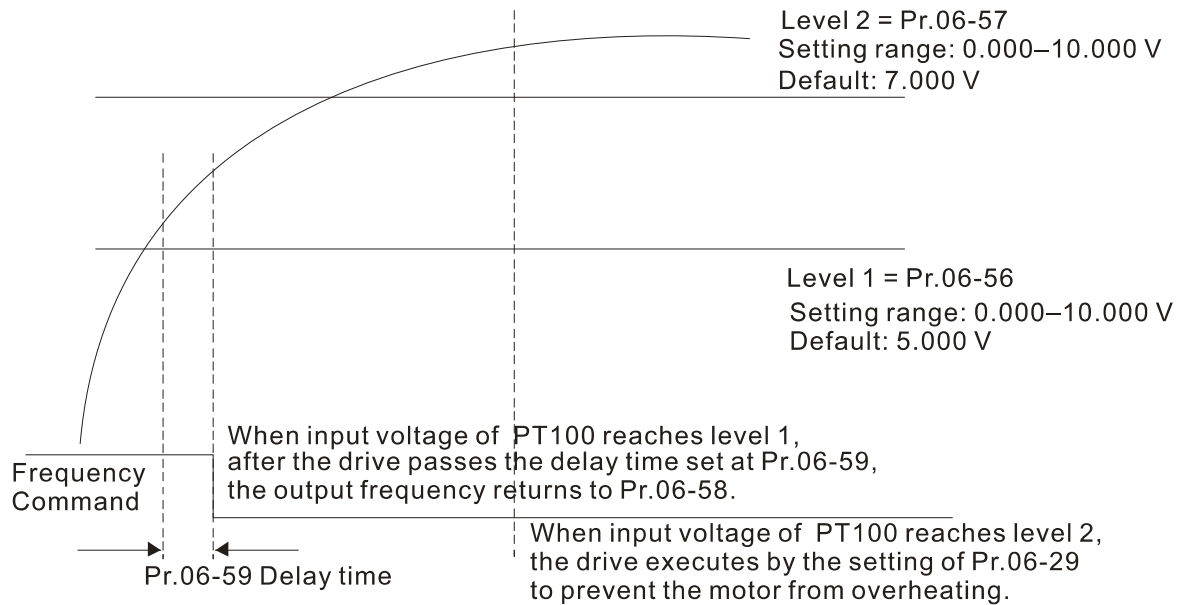 Level 2 = Pr.06-57
Setting range: 0.000–10.000 V
Default: 7.000 V
Level 1 = Pr.06-56
Setting range: 0.000–10.000 V
Default: 5.000 V
When input voltage of PT100 reaches level 1,
after the drive passes the delay time set at Pr.06-59,
the output frequency returns to Pr.06-58.
Frequency
Command
When input voltage of PT100 reaches level 2,
the drive executes by the setting of Pr.06-29
to prevent the motor from overheating.
Pr.06-59 Delay time